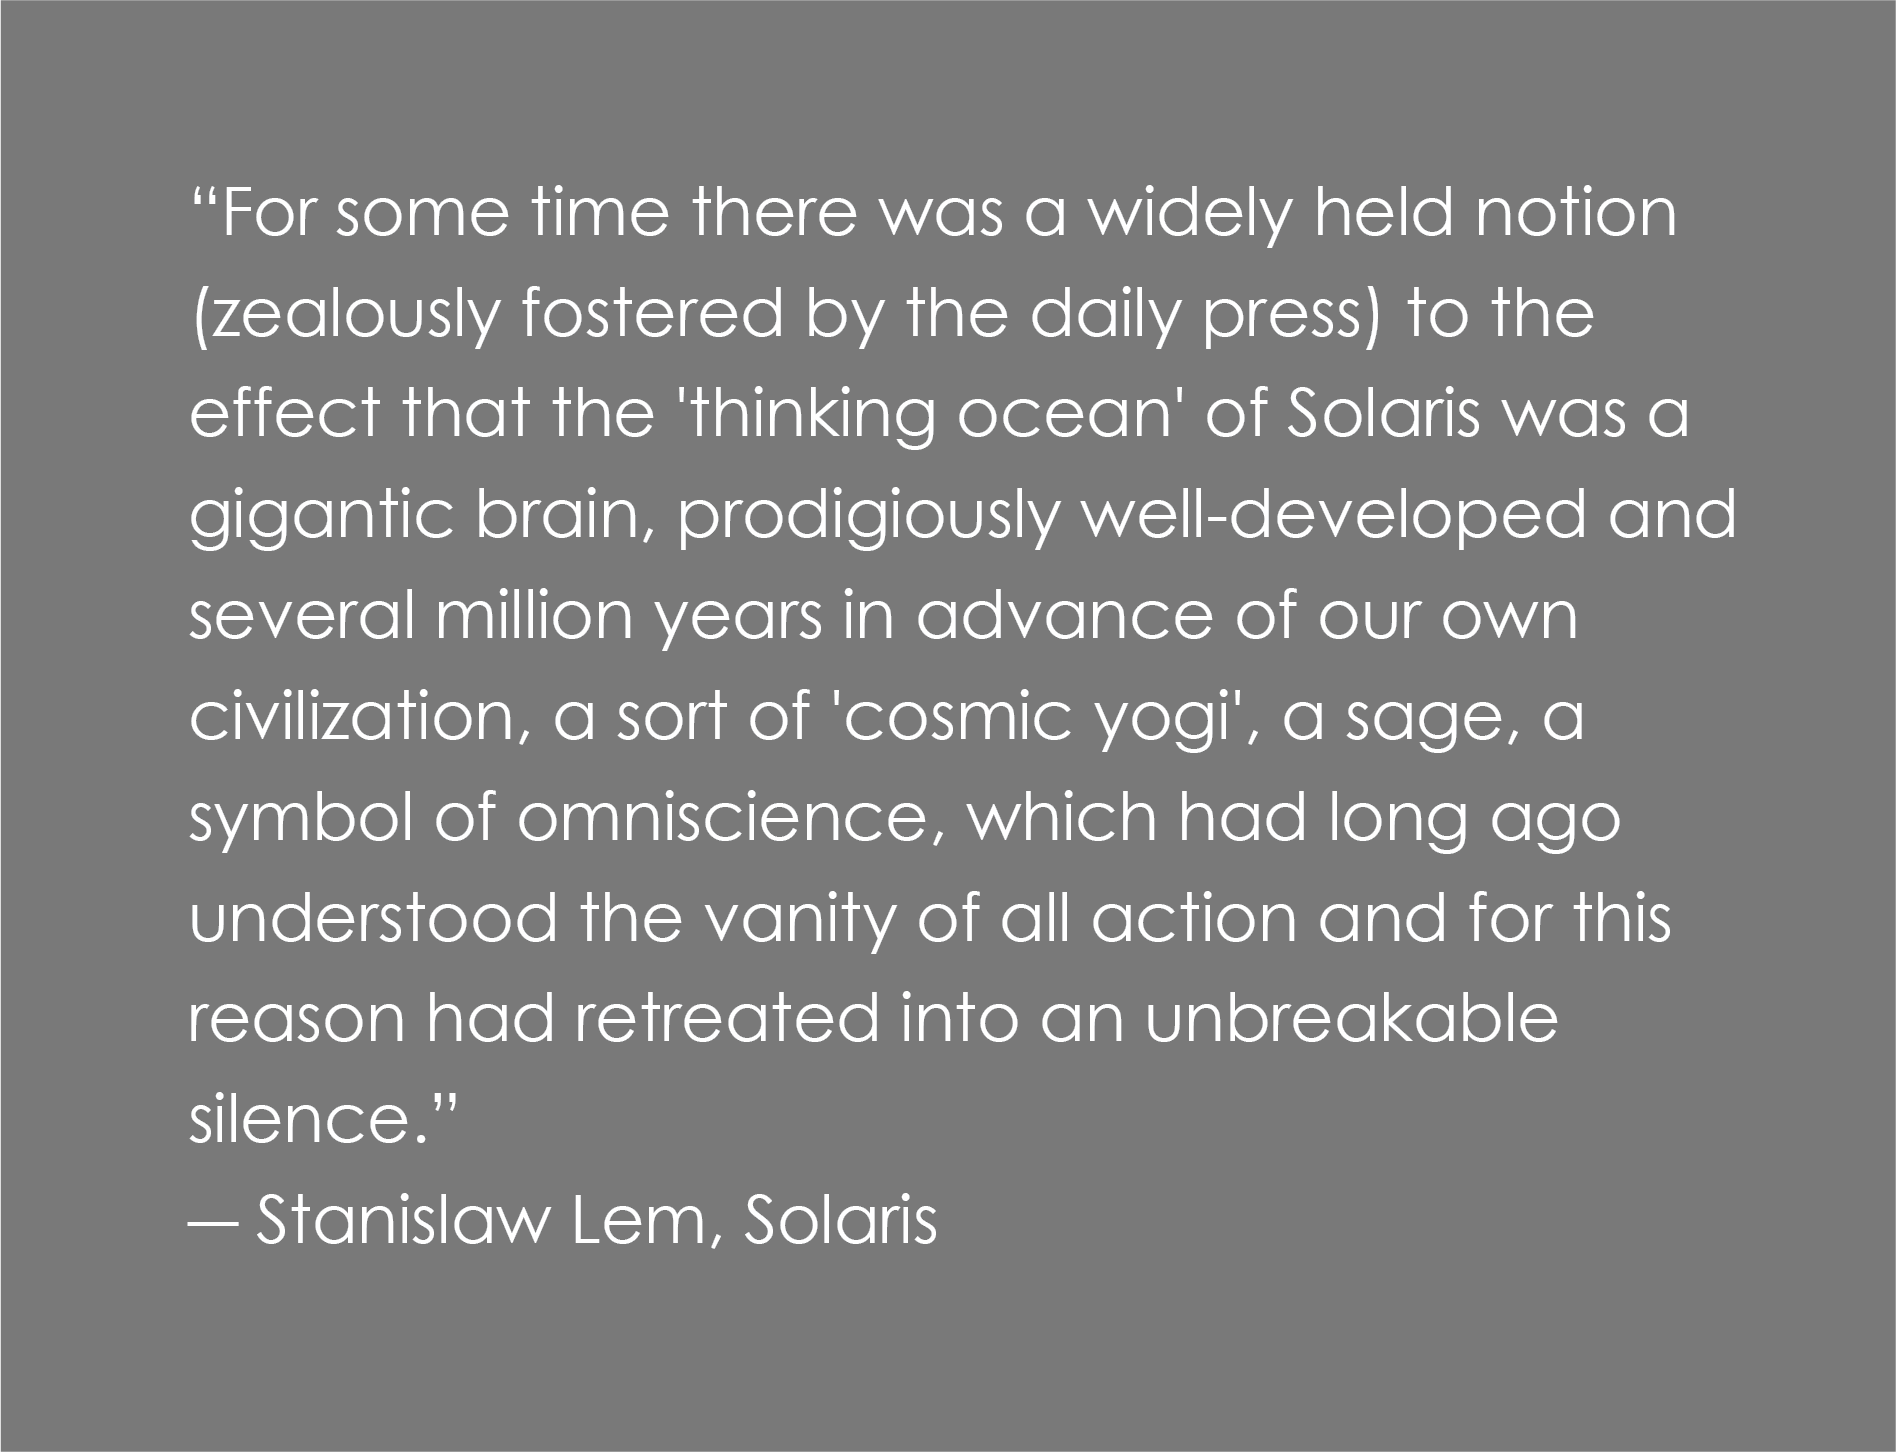 “For some time there was a widely held notion
(zealously fostered by the daily press) to the
effect that the 'thinking ocean' of Solaris was a
gigantic brain, prodigiously well-developed and
several million years in advance of our own
civilization, a sort of 'cosmic yogi', a sage, a
symbol of omniscience, which had long ago
understood the vanity of all action and for this
reason had retreated into an unbreakable
silence.”
— Stanislaw Lem, Solaris